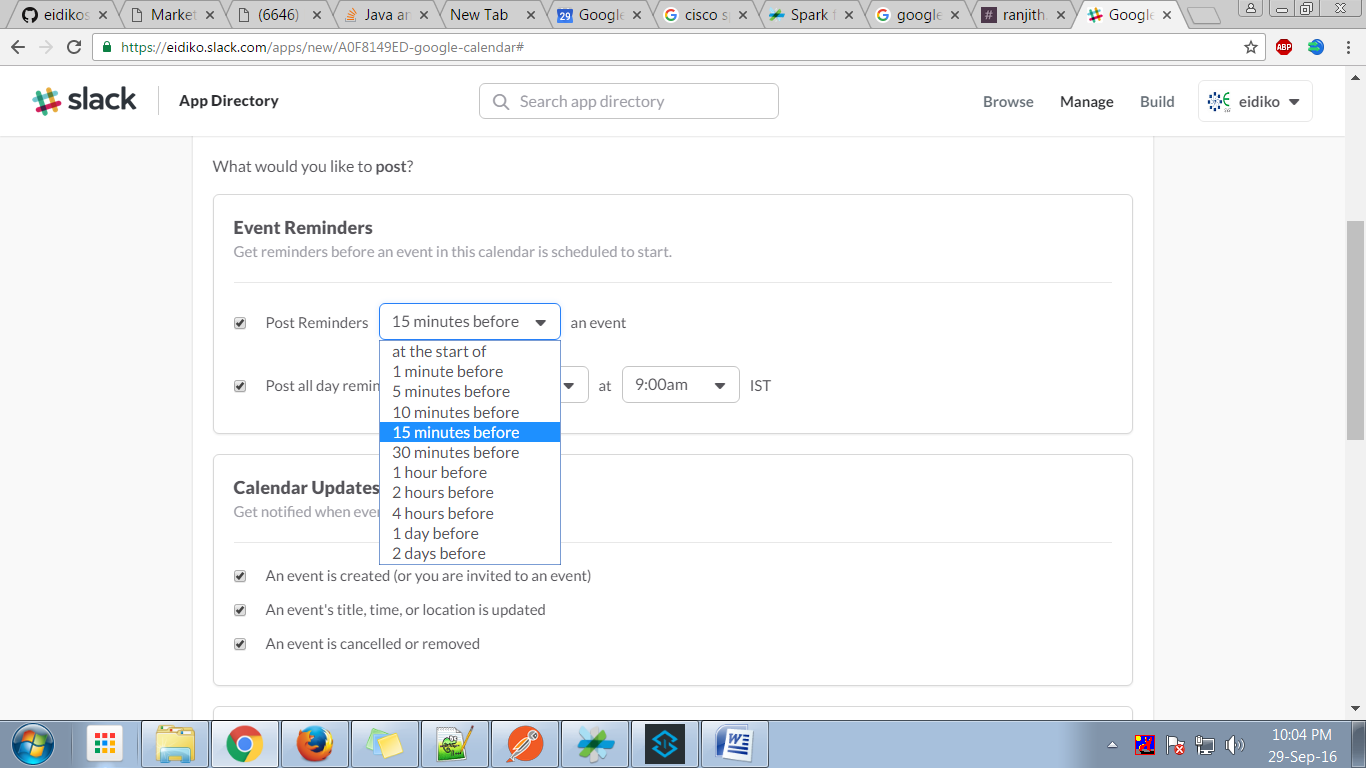 eidikos
Market
(6646)
Java an
New Tab
29 Google
cisco s
Spark f
google
# ranjith.
Google
https://eidiko.slack.com/apps/new/A0F8149ED-google-calendar#
ABP
slack App Directory Search app directory Browse Manage Build eidiko
What would you like to post?
Event Reminders
Get reminders before an event in this calendar is scheduled to start.
Post Reminders 15 minutes before an event
at the start of
1 minute before
5 minutes before
10 minutes before
15 minutes before
30 minutes before
1 hour before
2 hours before
4 hours before
1 day before
2 days before
Post all day remin at 9:00am IST
Calendar Updates
Get notified when eve
An event is created (or you are invited to an event)
An event's title, time, or location is updated
An event is cancelled or removed
10:04 PM
29-Sep-16